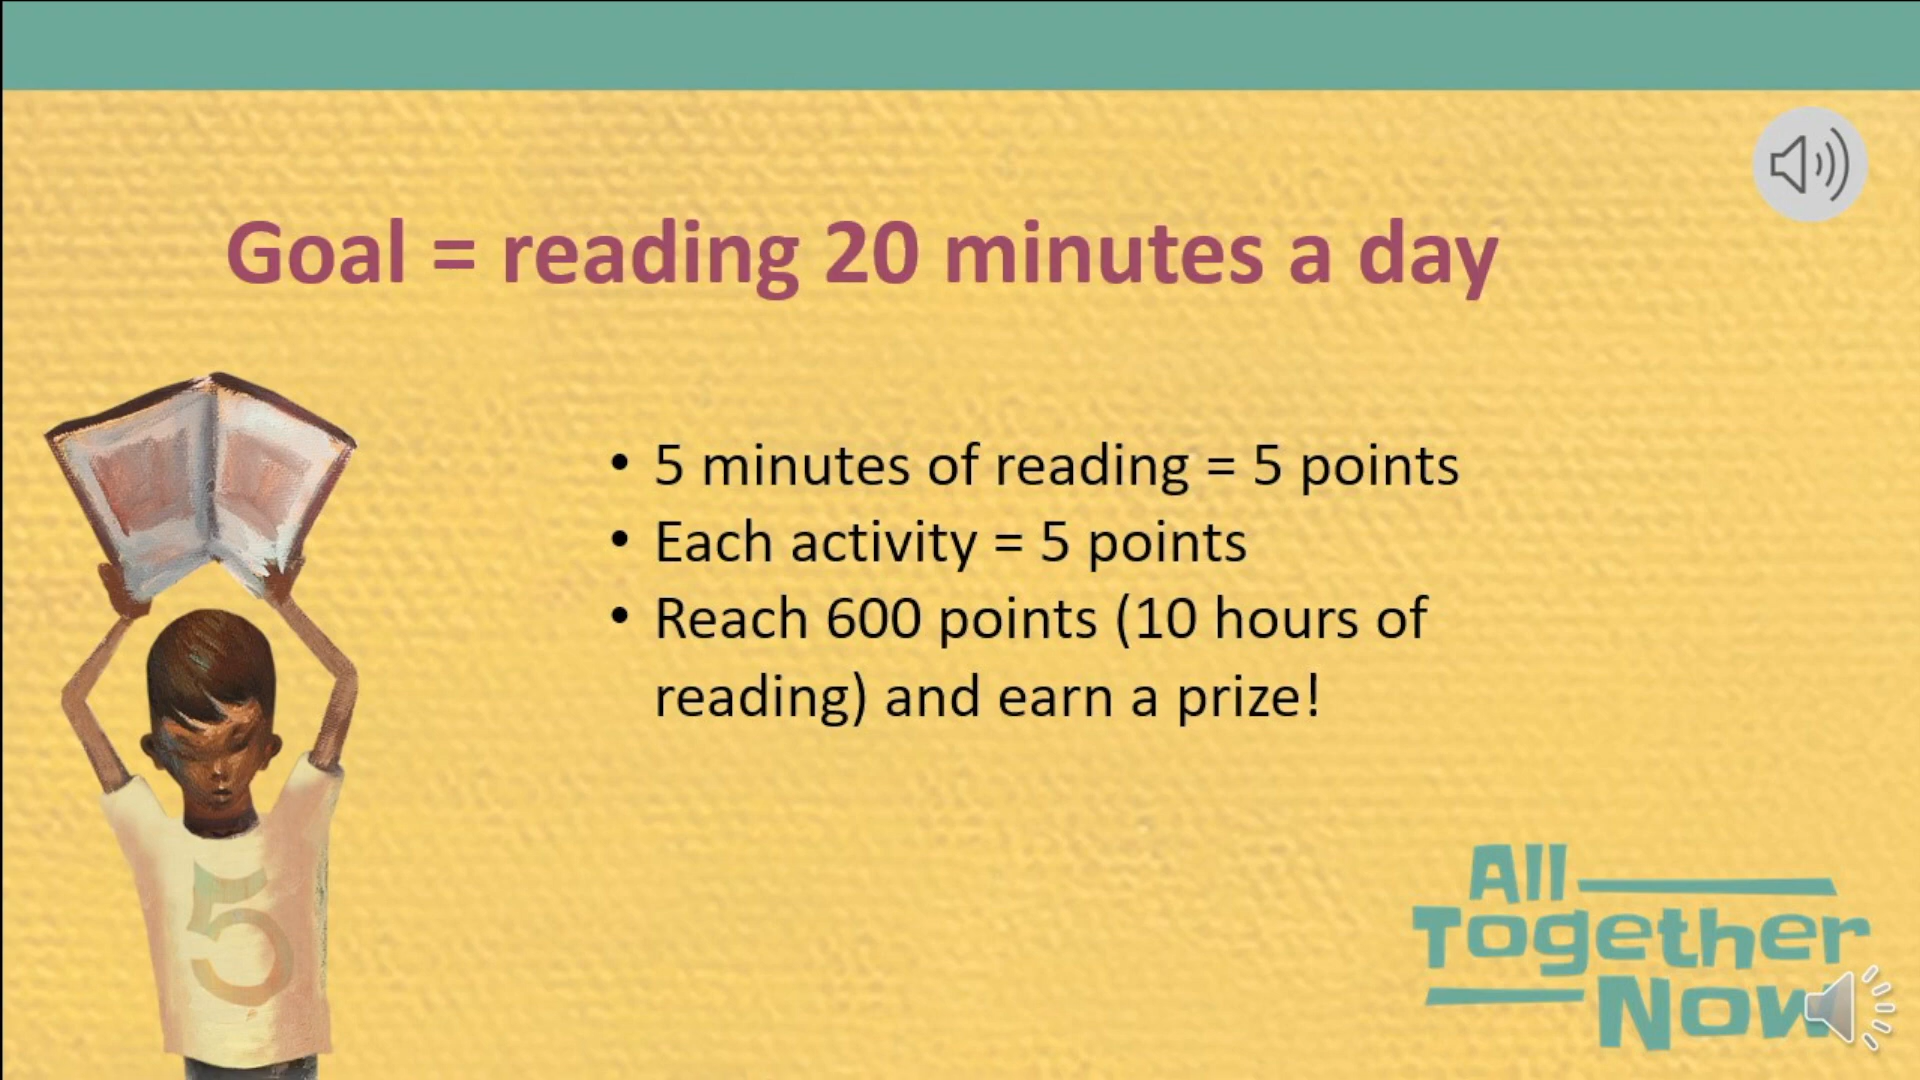 Goal = reading 20 minutes a day
• 5 minutes of reading = 5 points
• Each activity = 5 points
• Reach 600 points (10 hours of
reading) and earn a prize!
5
All
Together
Now